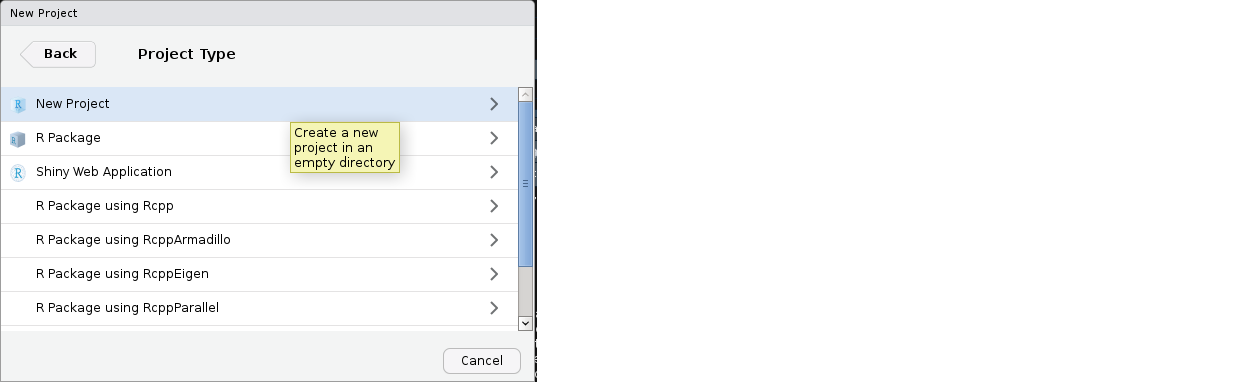 New Project
Back
Project Type
New Project
R Package
Create a new
project in an
empty directory
Shiny Web Application
R Package using Rcpp
R Package using RcppArmadillo
R Package using RcppEigen
R Package using RcppParallel
Cancel